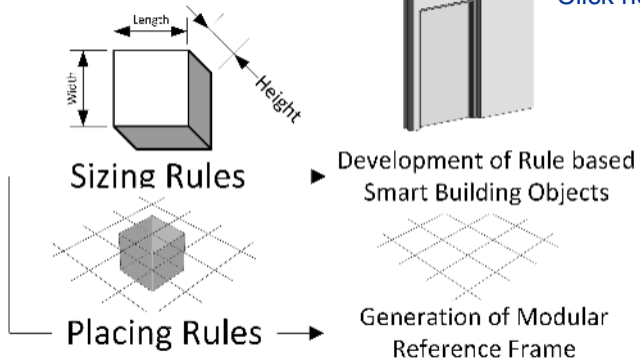 Length
Width
Height
Sizing Rules
Development of Rule based
Smart Building Objects
Placing Rules
Generation of Modular
Reference Frame